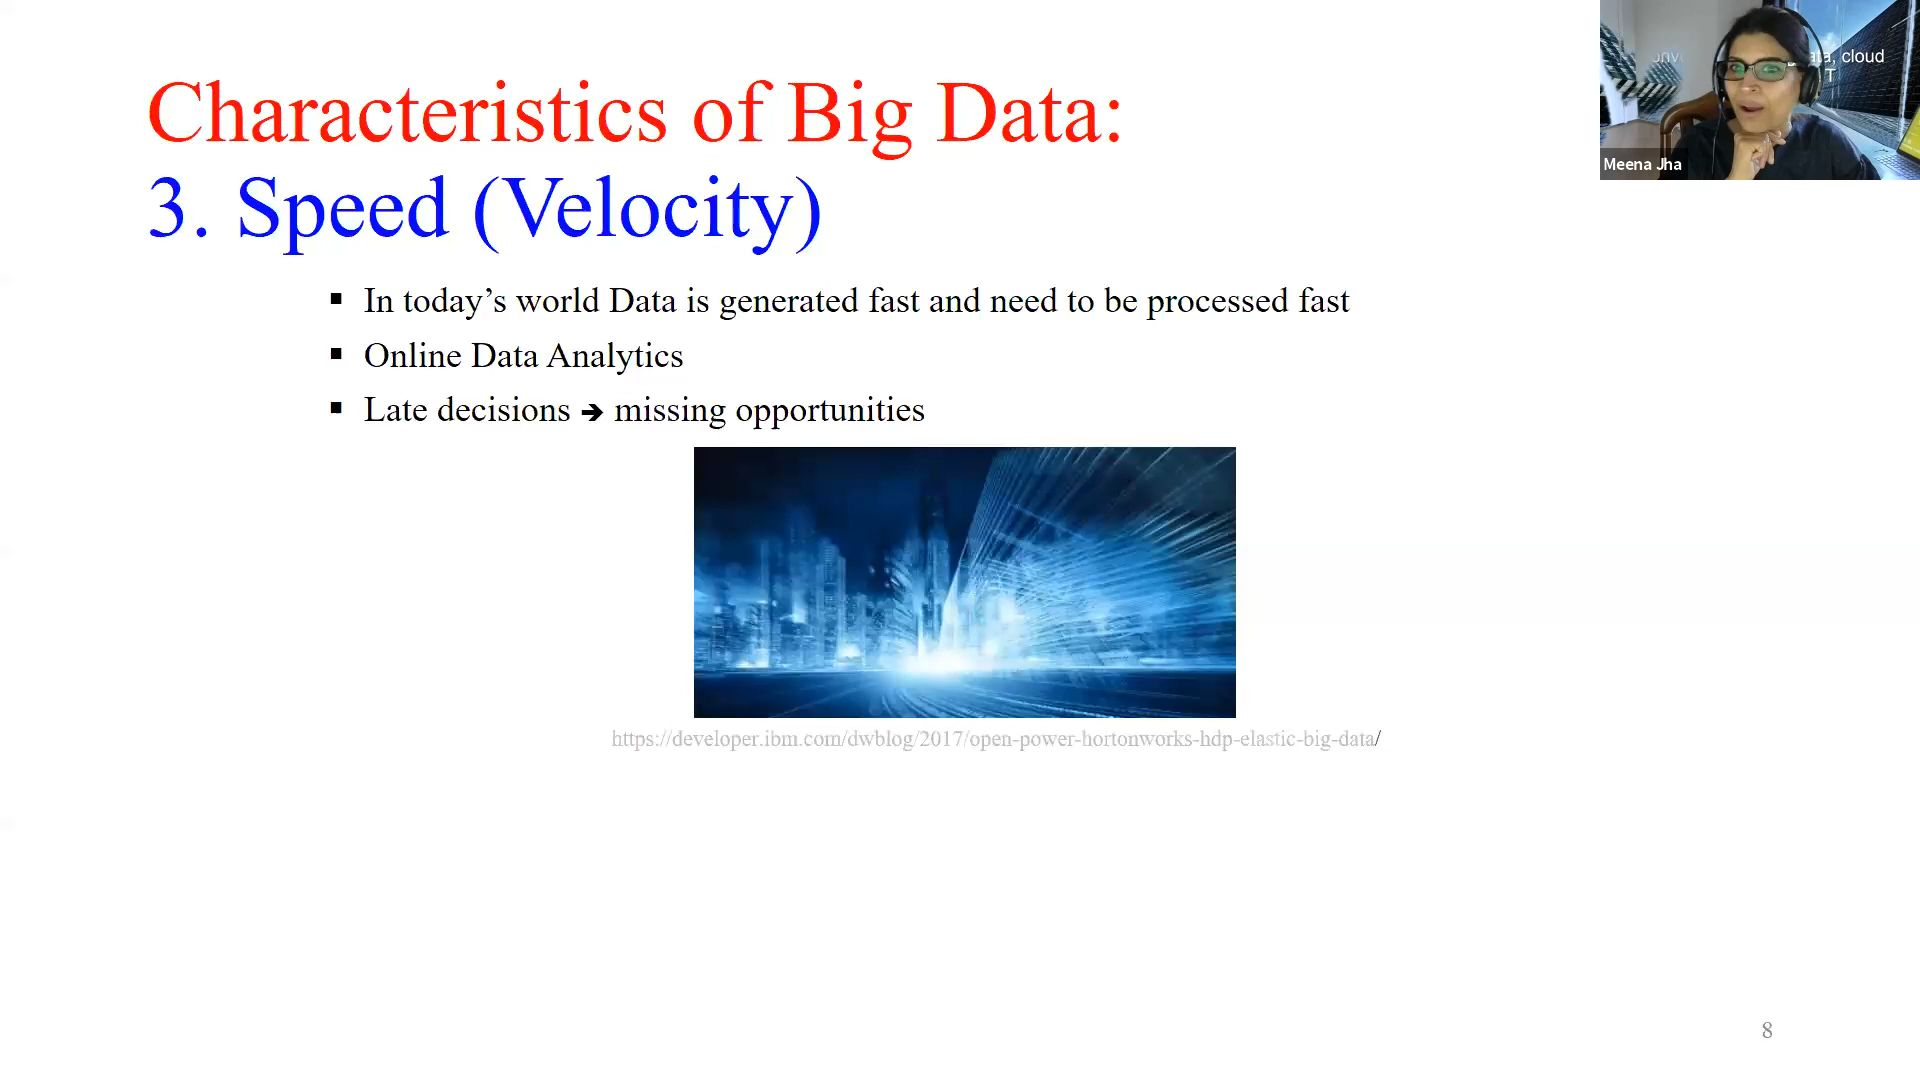 Characteristics of Big Data:
3. Speed (Velocity)
▪ In today’s world Data is generated fast and need to be processed fast
▪ Online Data Analytics
▪ Late decisions ➔ missing opportunities
https://developer.ibm.com/dwblog/2017/open-power-hortonworks-hdp-elastic-big-data/
8
cloud
Meena Jha